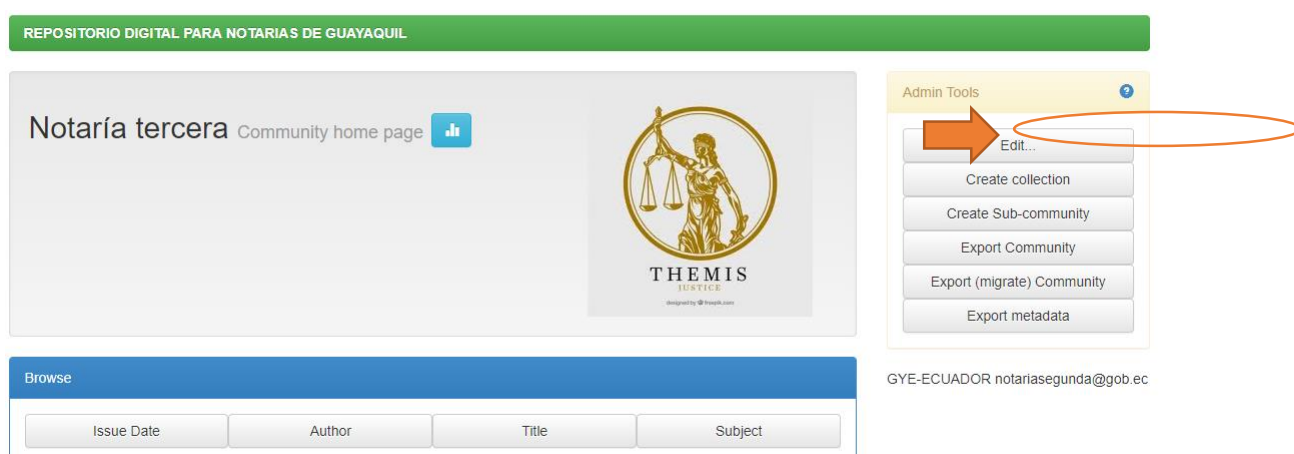 REPOSITORIO DIGITAL PARA NOTARIAS DE GUAYAQUIL
Notaría tercera Community home page
THEMIS
JUSTICE
designed by freepik.com
Admin Tools
?
Edit...
Create collection
Create Sub-community
Export Community
Export (migrate) Community
Export metadata
GYE-ECUADOR notariasegunda@gob.ec
Browse
Issue Date
Author
Title
Subject